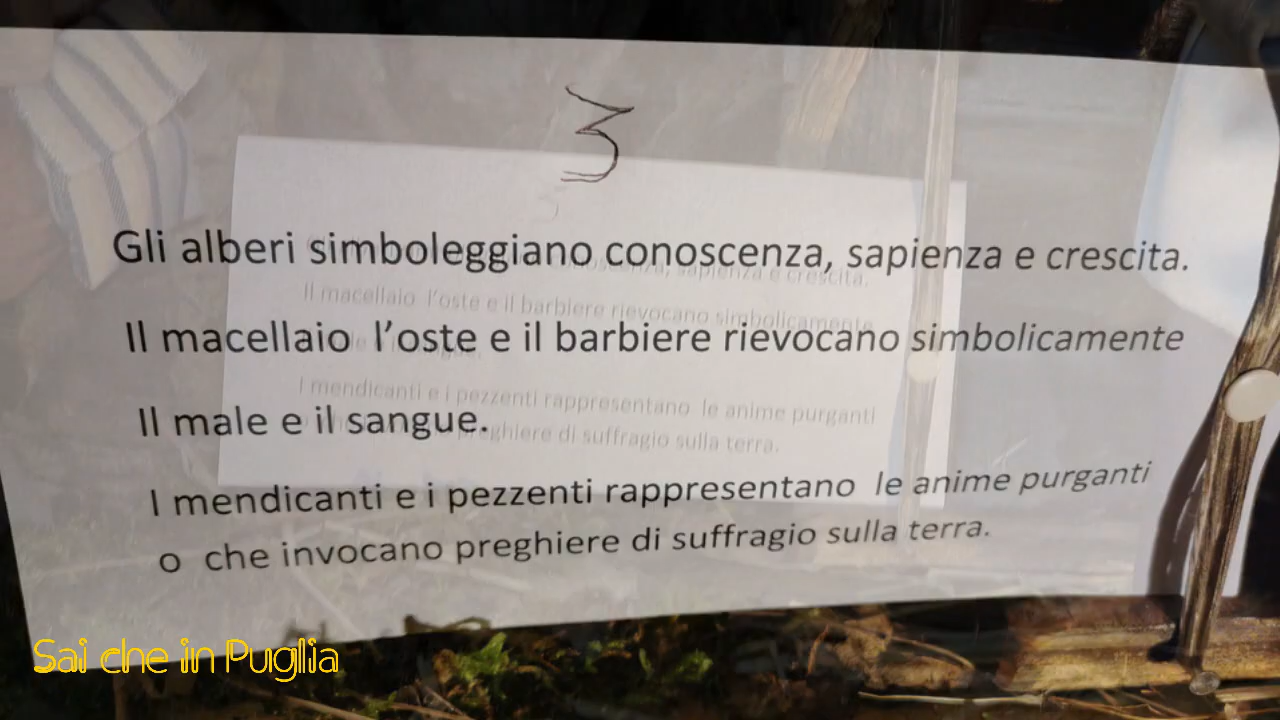 3
Gli alberi simboleggiano conoscenza, sapienza e crescita.
Il macellaio l'oste e il barbiere rievocano simbolicamente
Il male e il sangue.
I mendicanti e i pezzenti rappresentano le anime purganti
o che invocano preghiere di suffragio sulla terra.
Sai che in Puglia